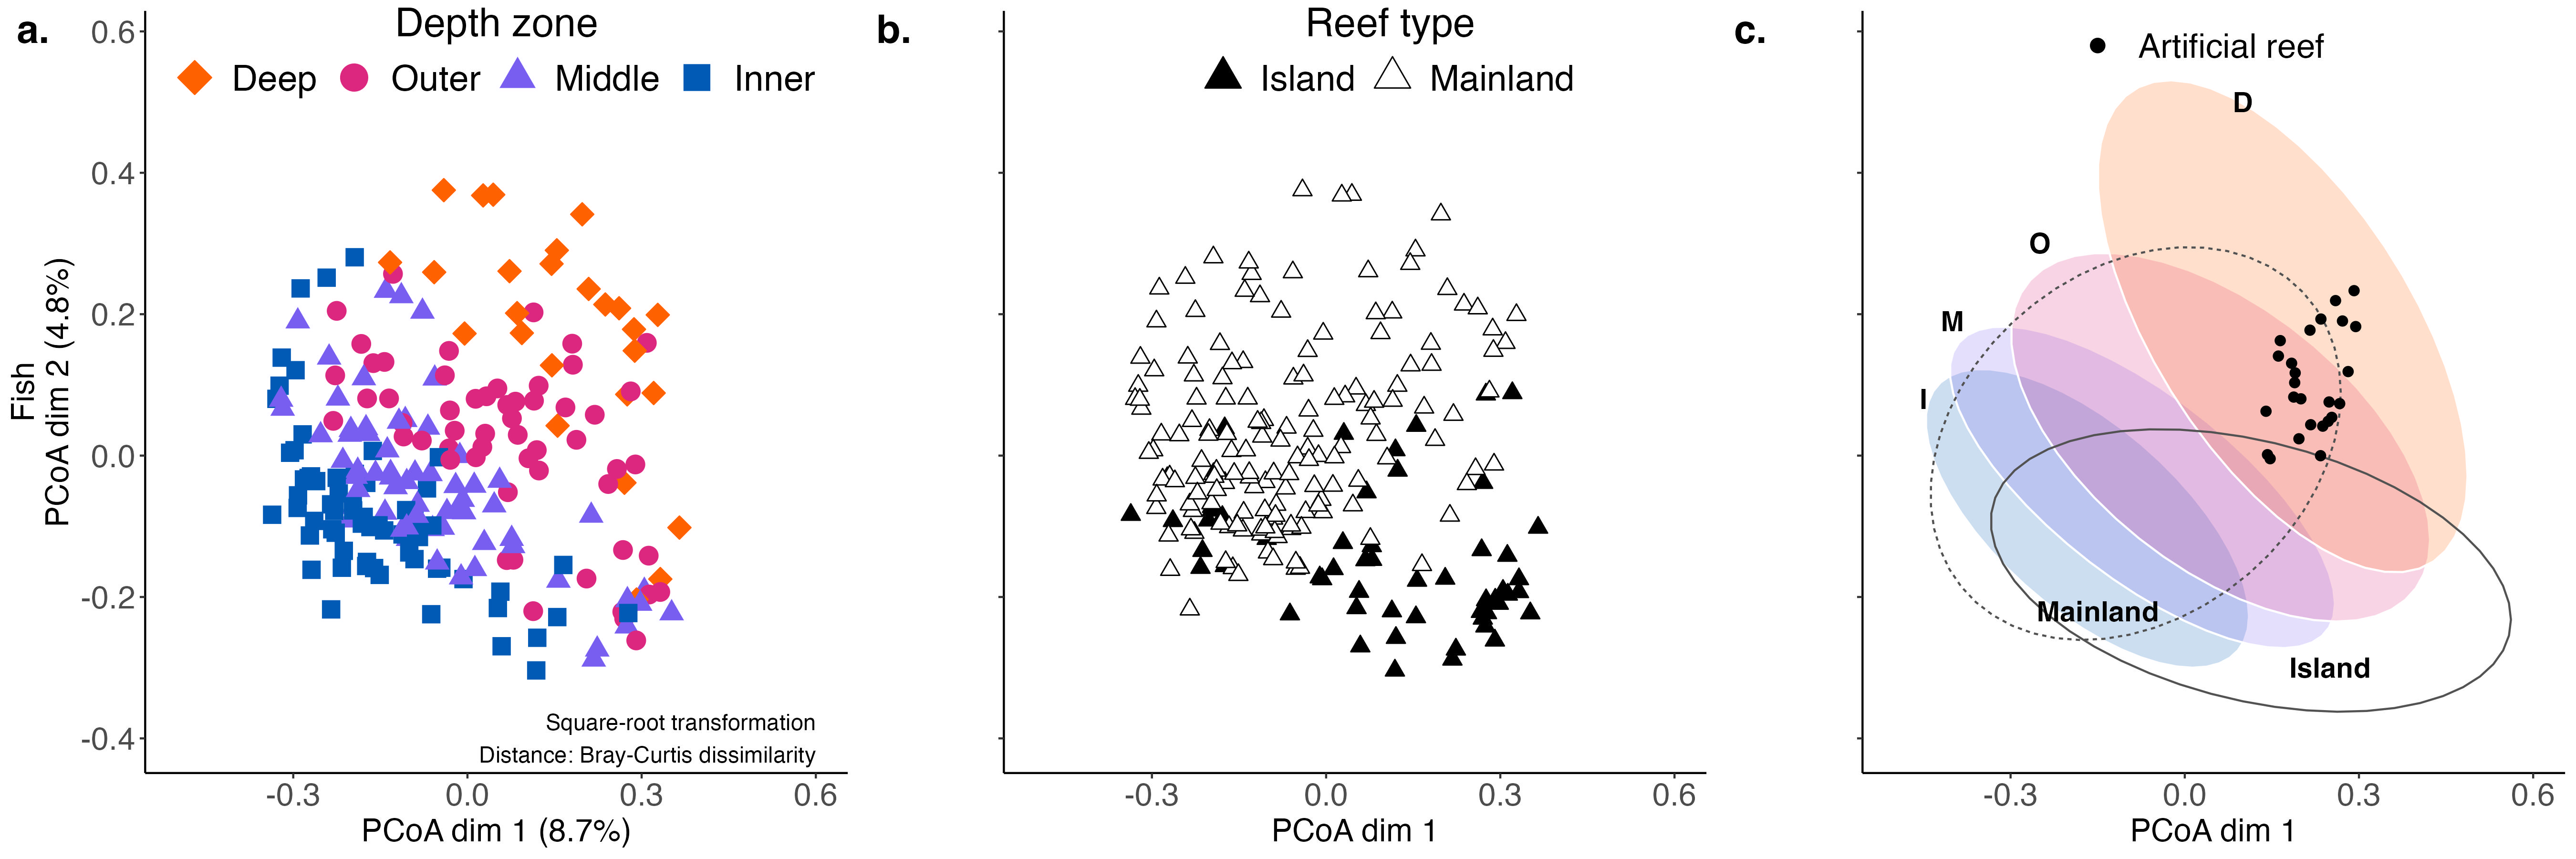 a.
Depth zone
Deep Outer Middle Inner
Fish
PCoA dim 2 (4.8%)
0.6
0.4
0.2
0.0
-0.2
-0.4
Square-root transformation
Distance: Bray-Curtis dissimilarity
-0.3 0.0 0.3 0.6
PCoA dim 1 (8.7%)
b.
Reef type
Island Mainland
-0.3 0.0 0.3 0.6
PCoA dim 1
c.
Artificial reef
D
O
M
I
Mainland
Island
-0.3 0.0 0.3 0.6
PCoA dim 1